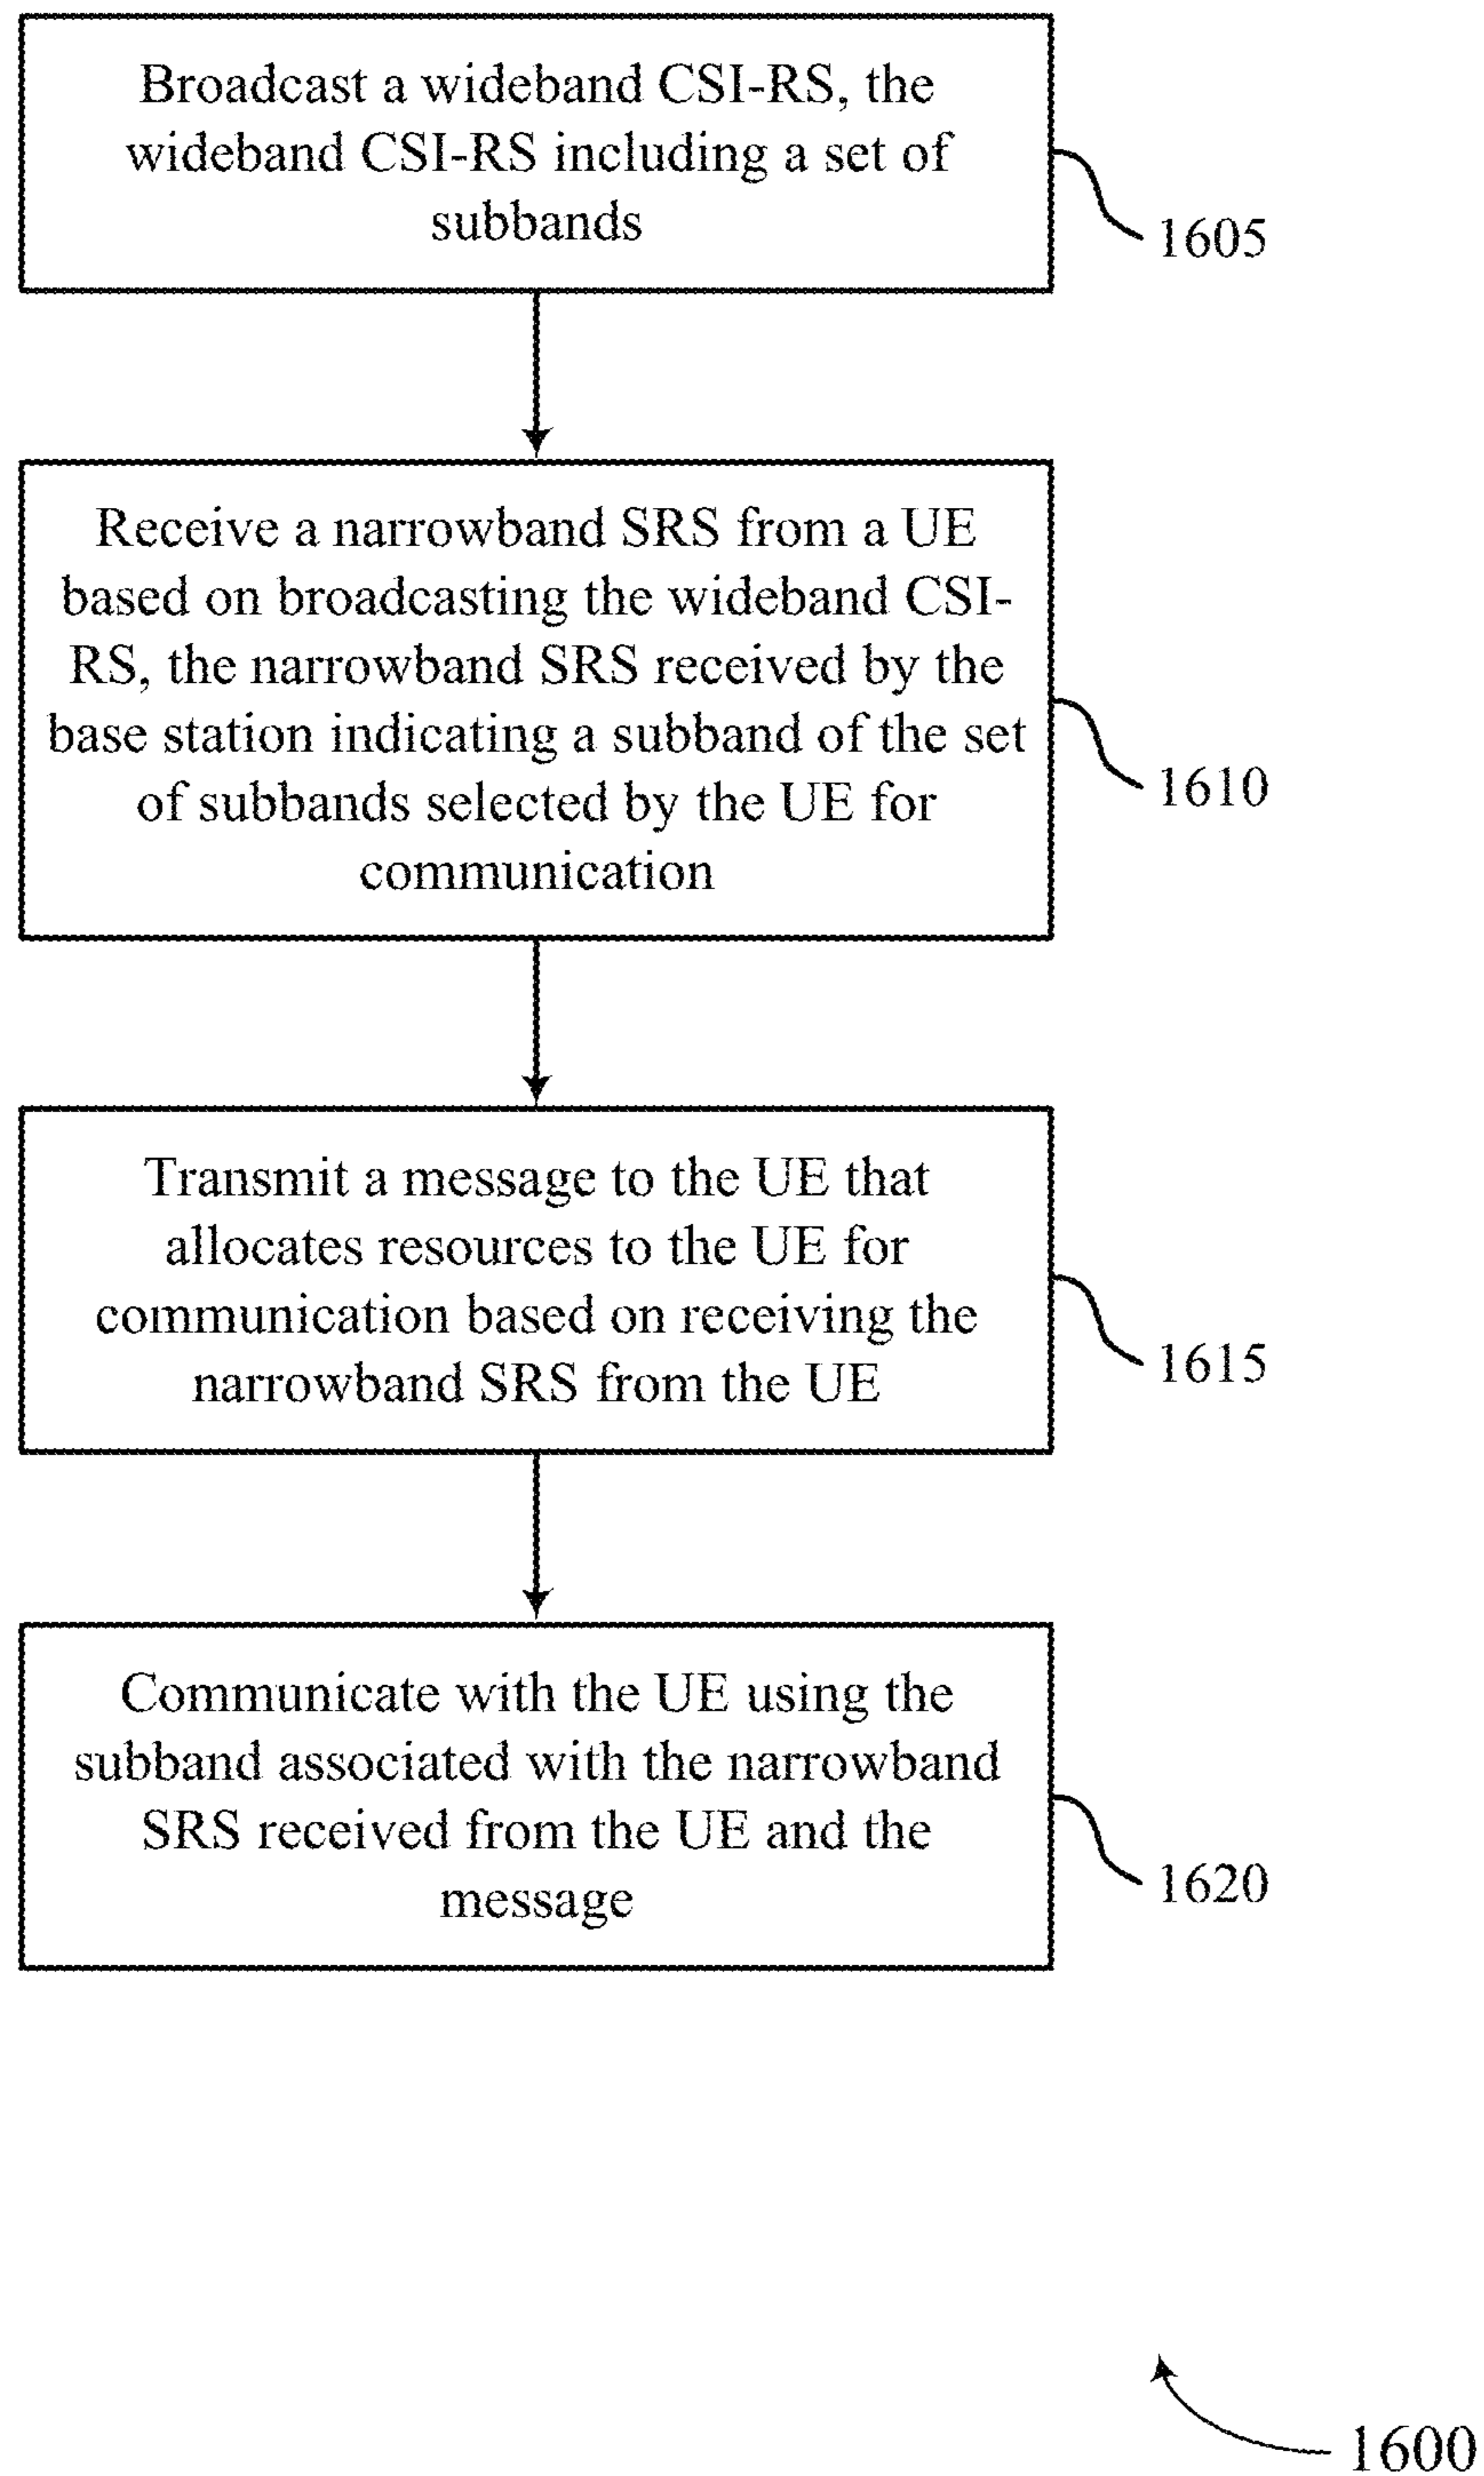 Broadcast a wideband CSI-RS, the
wideband CSI-RS including a set of
subbands
1605
Receive a narrowband SRS from a UE
based on broadcasting the wideband CSI-
RS, the narrowband SRS received by the
base station indicating a subband of the set
of subbands selected by the UE for
communication
1610
Transmit a message to the UE that
allocates resources to the UE for
communication based on receiving the
narrowband SRS from the UE
1615
Communicate with the UE using the
subband associated with the narrowband
SRS received from the UE and the
message
1620
1600